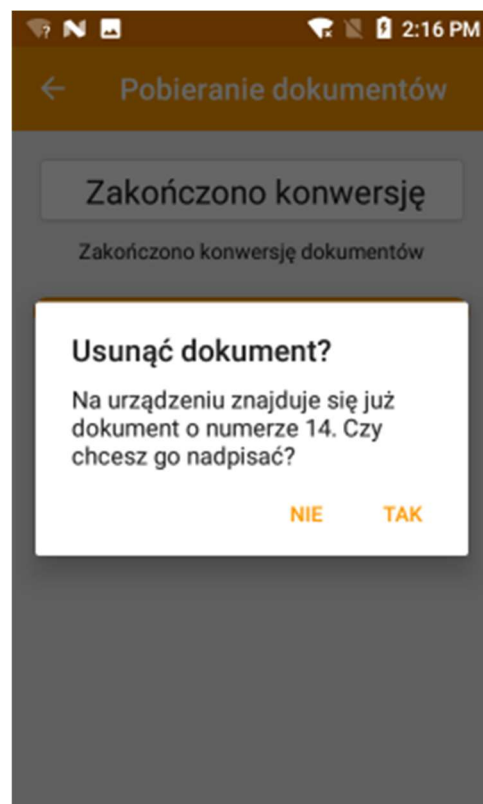 2:16 PM
Pobieranie dokumentów
Zakończono konwersję
Zakończono konwersję dokumentów
Usunąć dokument?
Na urządzeniu znajduje się już
dokument o numerze 14. Czy
chcesz go nadpisać?
NIE TAK